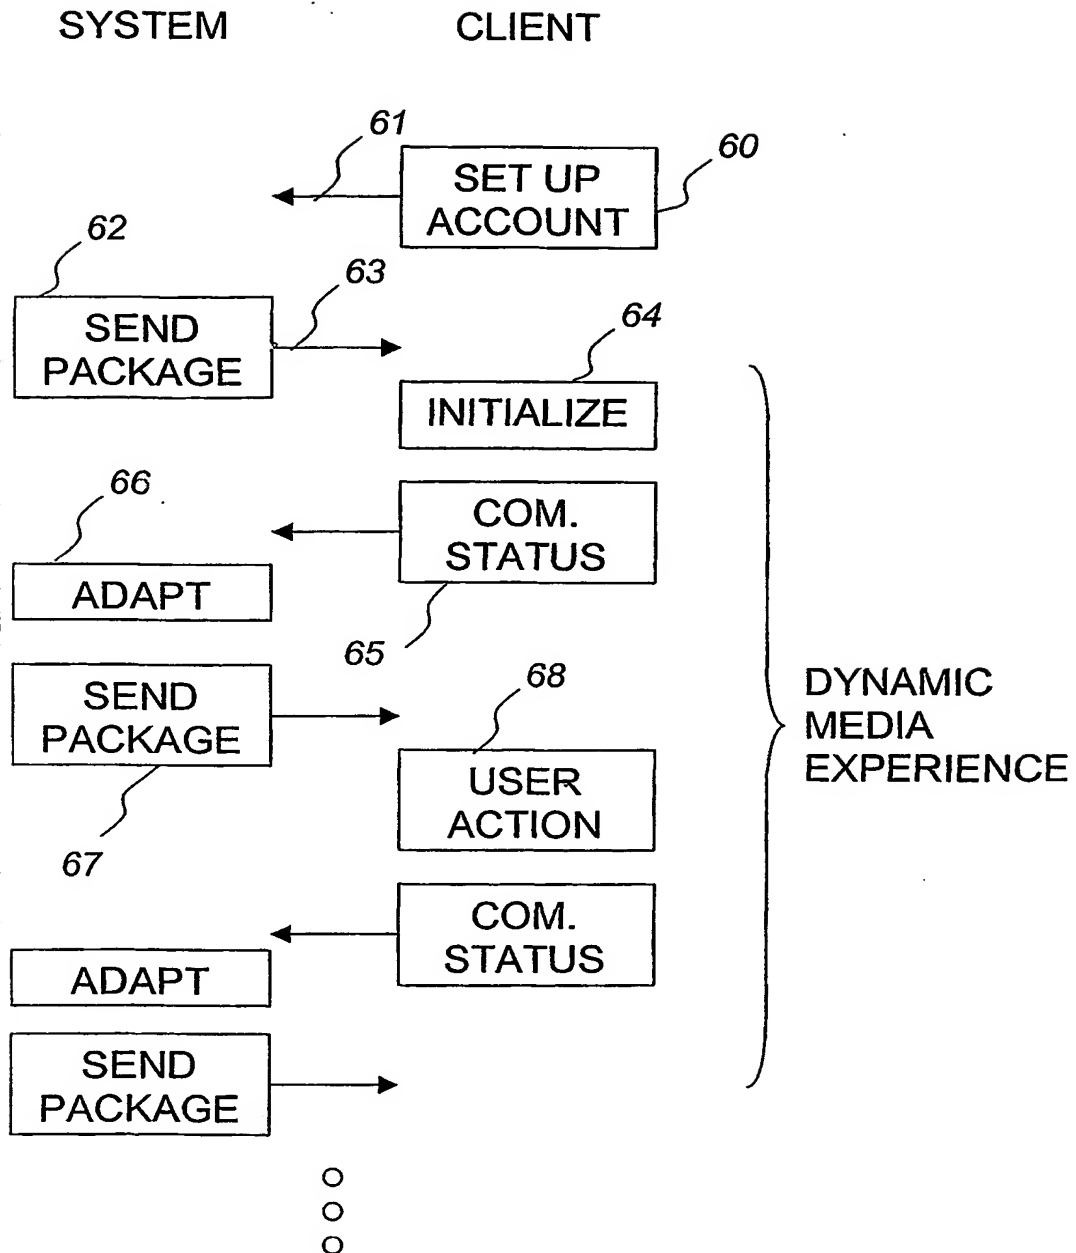 SYSTEM
CLIENT
61
60
SET UP
ACCOUNT
62
63
SEND
PACKAGE
64
INITIALIZE
66
COM.
STATUS
ADAPT
65
SEND
PACKAGE
68
DYNAMIC
MEDIA
EXPERIENCE
USER
ACTION
67
COM.
STATUS
ADAPT
SEND
PACKAGE